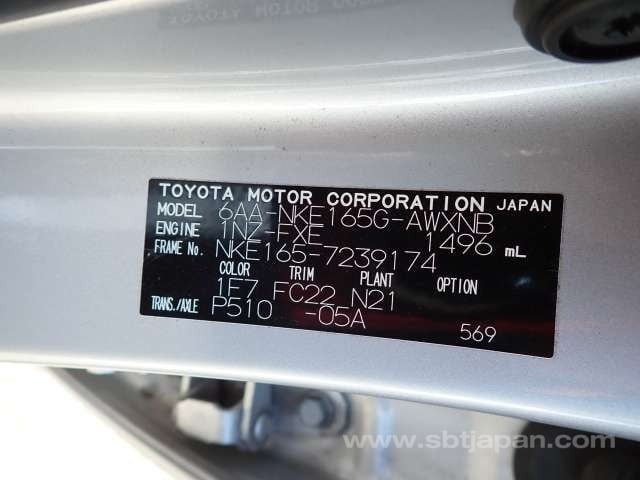 TOYOTA MOTOR CORPORATION JAPAN
MODEL 6AA-NKE165G-AWXNB
ENGINE 1NZ-FXE 1496 mL
FRAME No. NKE165-7239174
COLOR TRIM PLANT OPTION
1F7 FC22 N21
TRANS./AXLE P510 -05A
569
www.sbtjapan.com